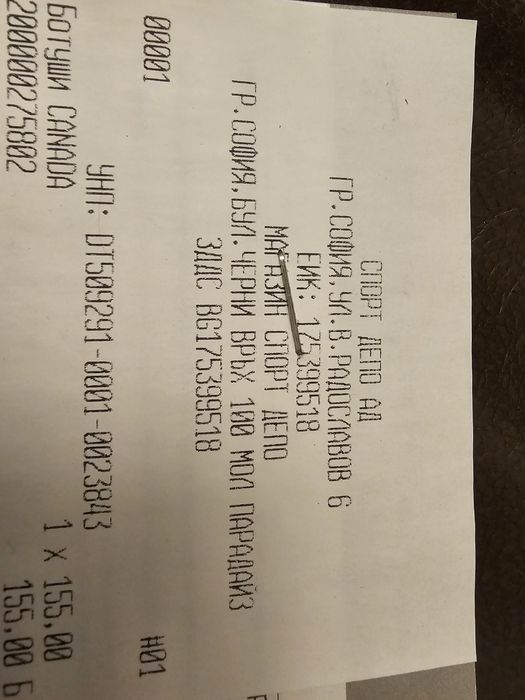 СПОРТ ДЕПО АД
ГР.СОФИЯ,УЛ.В.РАДОСЛАВОВ 6
ЕИК: 175399518
МАГАЗИН СПОРТ ДЕПО
ГР.СОФИЯ,БУЛ.ЧЕРНИ ВРЪХ 100 МОЛ ПАРАДАЙЗ
ЗДДС BG175399518
00001 #01
УНП: DT509291-0001-0023843
1 X 155,00
БОТУШИ CANADA 155,00 Б
200000275802